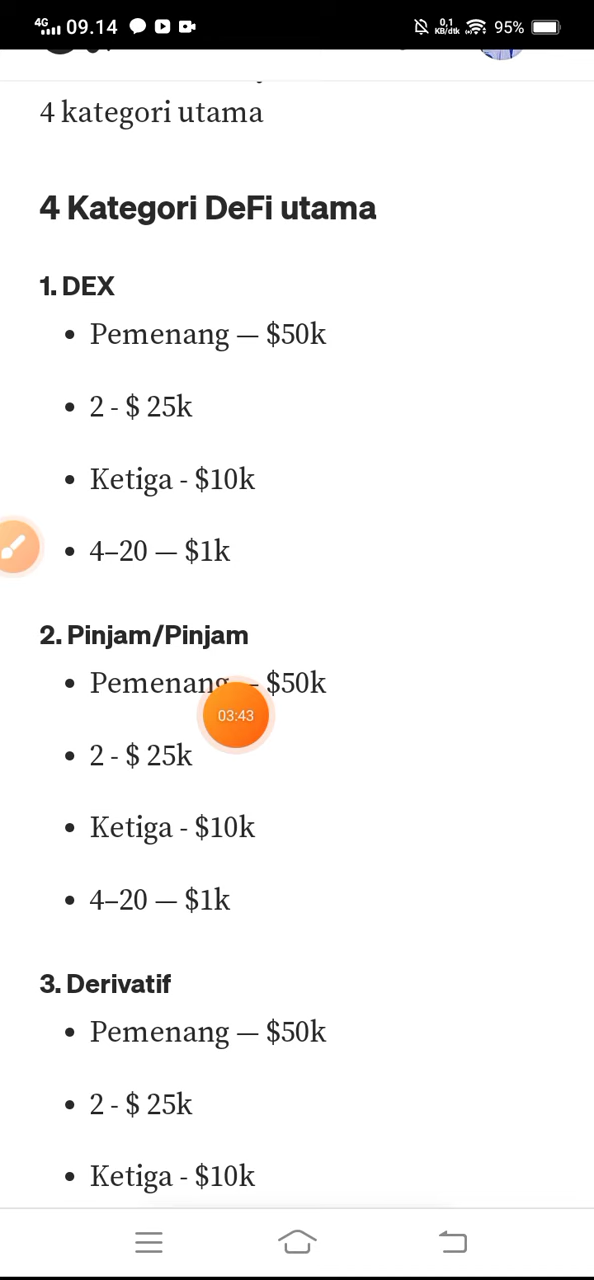 4G 09.14 0,1 KB/dtk 95%
4 kategori utama
4 Kategori DeFi utama
1. DEX
• Pemenang — $50k
• 2 - $ 25k
• Ketiga - $10k
• 4–20 — $1k
2. Pinjam/Pinjam
• Pemenang — $50k
03:43
• 2 - $ 25k
• Ketiga - $10k
• 4–20 — $1k
3. Derivatif
• Pemenang — $50k
• 2 - $ 25k
• Ketiga - $10k